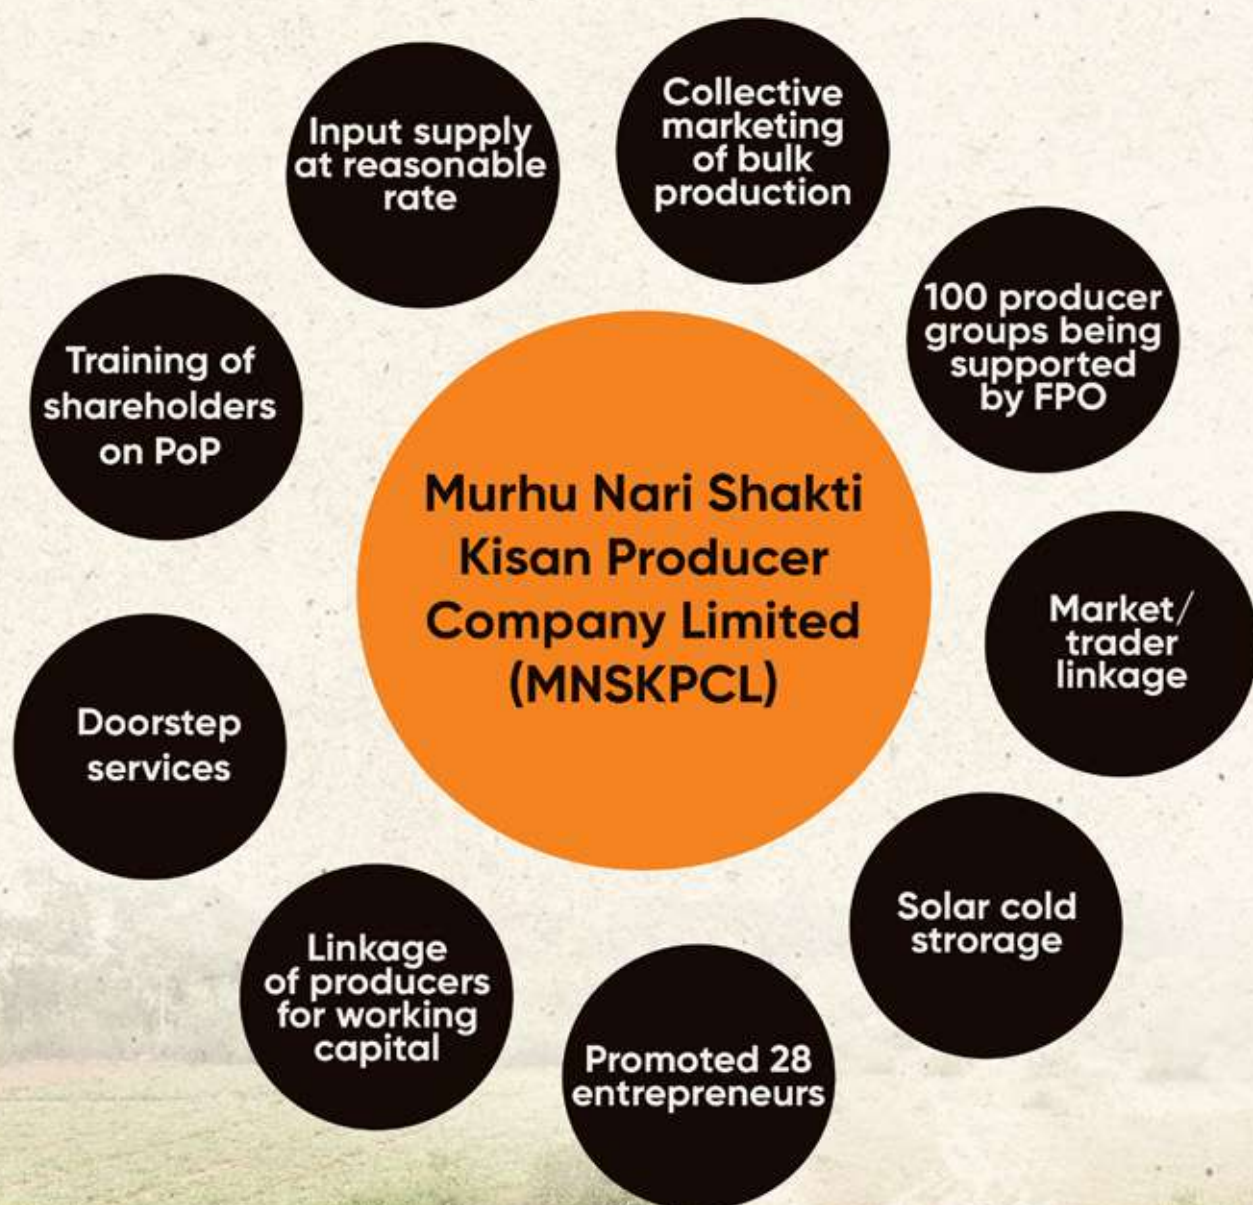 Input supply
at reasonable
rate
Collective
marketing
of bulk
production
100 producer
groups being
supported
by FPO
Market/
trader
linkage
Solar cold
strorage
Promoted 28
entrepreneurs
Linkage
of producers
for working
capital
Doorstep
services
Training of
shareholders
on PoP
Murhu Nari Shakti
Kisan Producer
Company Limited
(MNSKPCL)